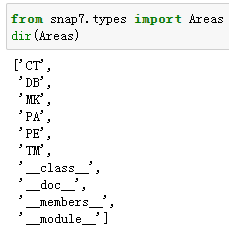 from snap7.types import Areas
dir(Areas)
['CT',
'DB',
'MK',
'PA',
'PE',
'TM',
'__class__',
'__doc__',
'__members__',
'__module__']